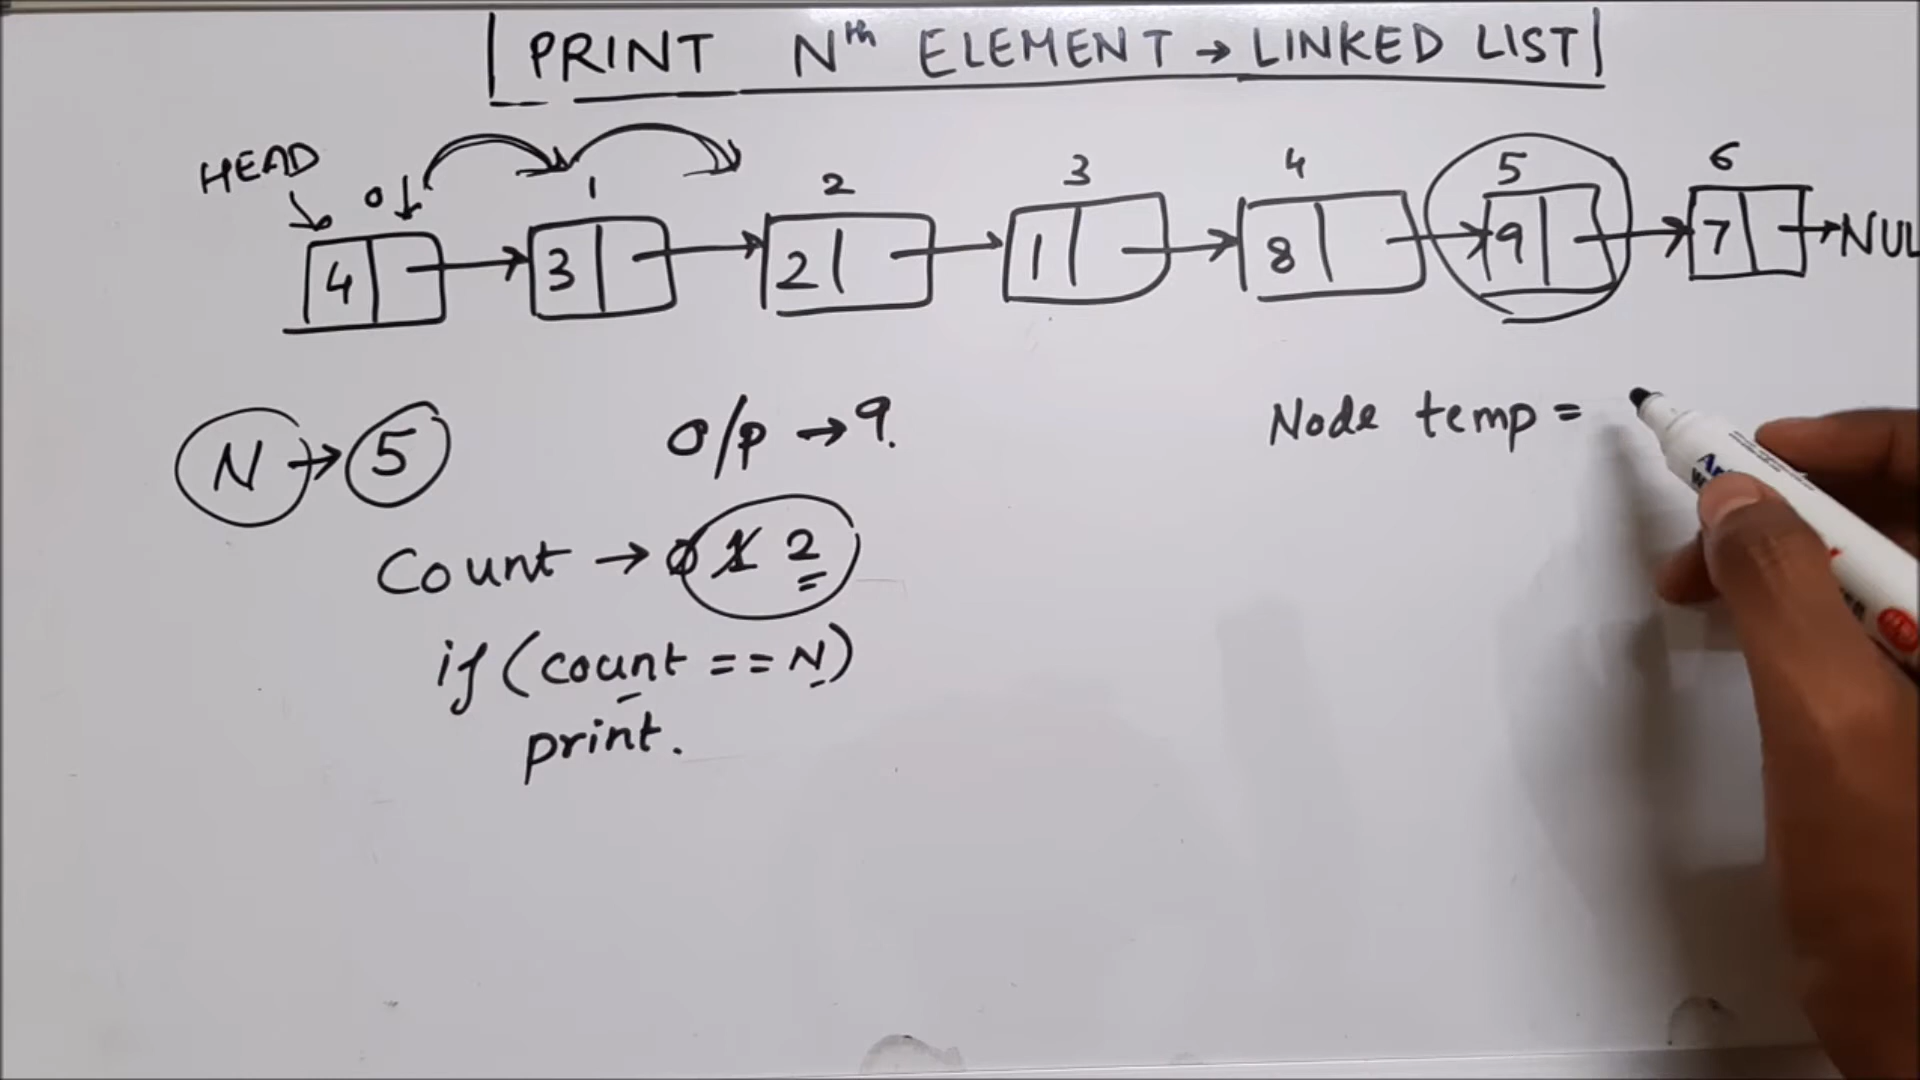 PRINT Nth ELEMENT → LINKED LIST
HEAD
0 1 2 3 4 5 6
4 → 3 → 2 → 1 → 8 → 9 → 7 → NUL
N → 5
o/p → 9.
Node temp =
Count → 0 1 2
if (count == N)
print.